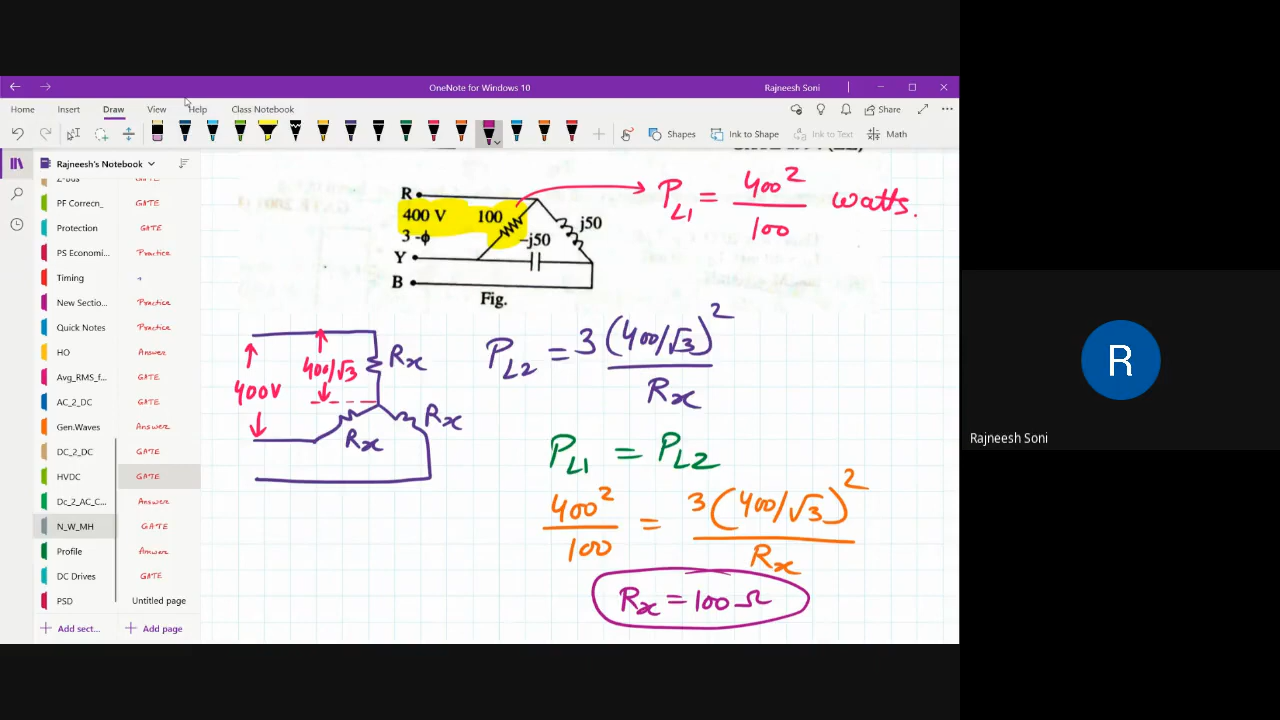 OneNote for Windows 10
Rajneesh Soni
Home Insert Draw View Help Class Notebook
Share
Shapes Ink to Shape Ink to Text Math
Rajneesh's Notebook
GATE
PF Correcn_ GATE
Protection GATE
PS Economi... Practice
Timing
New Sectio... Practice
Quick Notes Practice
HO Answer
Avg_RMS_f... GATE
AC_2_DC GATE
Gen.Waves Answer
DC_2_DC GATE
HVDC GATE
Dc_2_AC_C... Answer
N_W_MH GATE
Profile Answer
DC Drives GATE
PSD Untitled page
+ Add sect... + Add page
R
400 V 100
3 -ϕ -j50 j50
Y
B
Fig.
P_L1 = 400²/100 watts.
400V
400/√3
Rx
Rx
Rx
P_L2 = 3(400/√3)²/Rx
P_L1 = P_L2
400²/100 = 3(400/√3)²/Rx
Rx = 100Ω
R
Rajneesh Soni